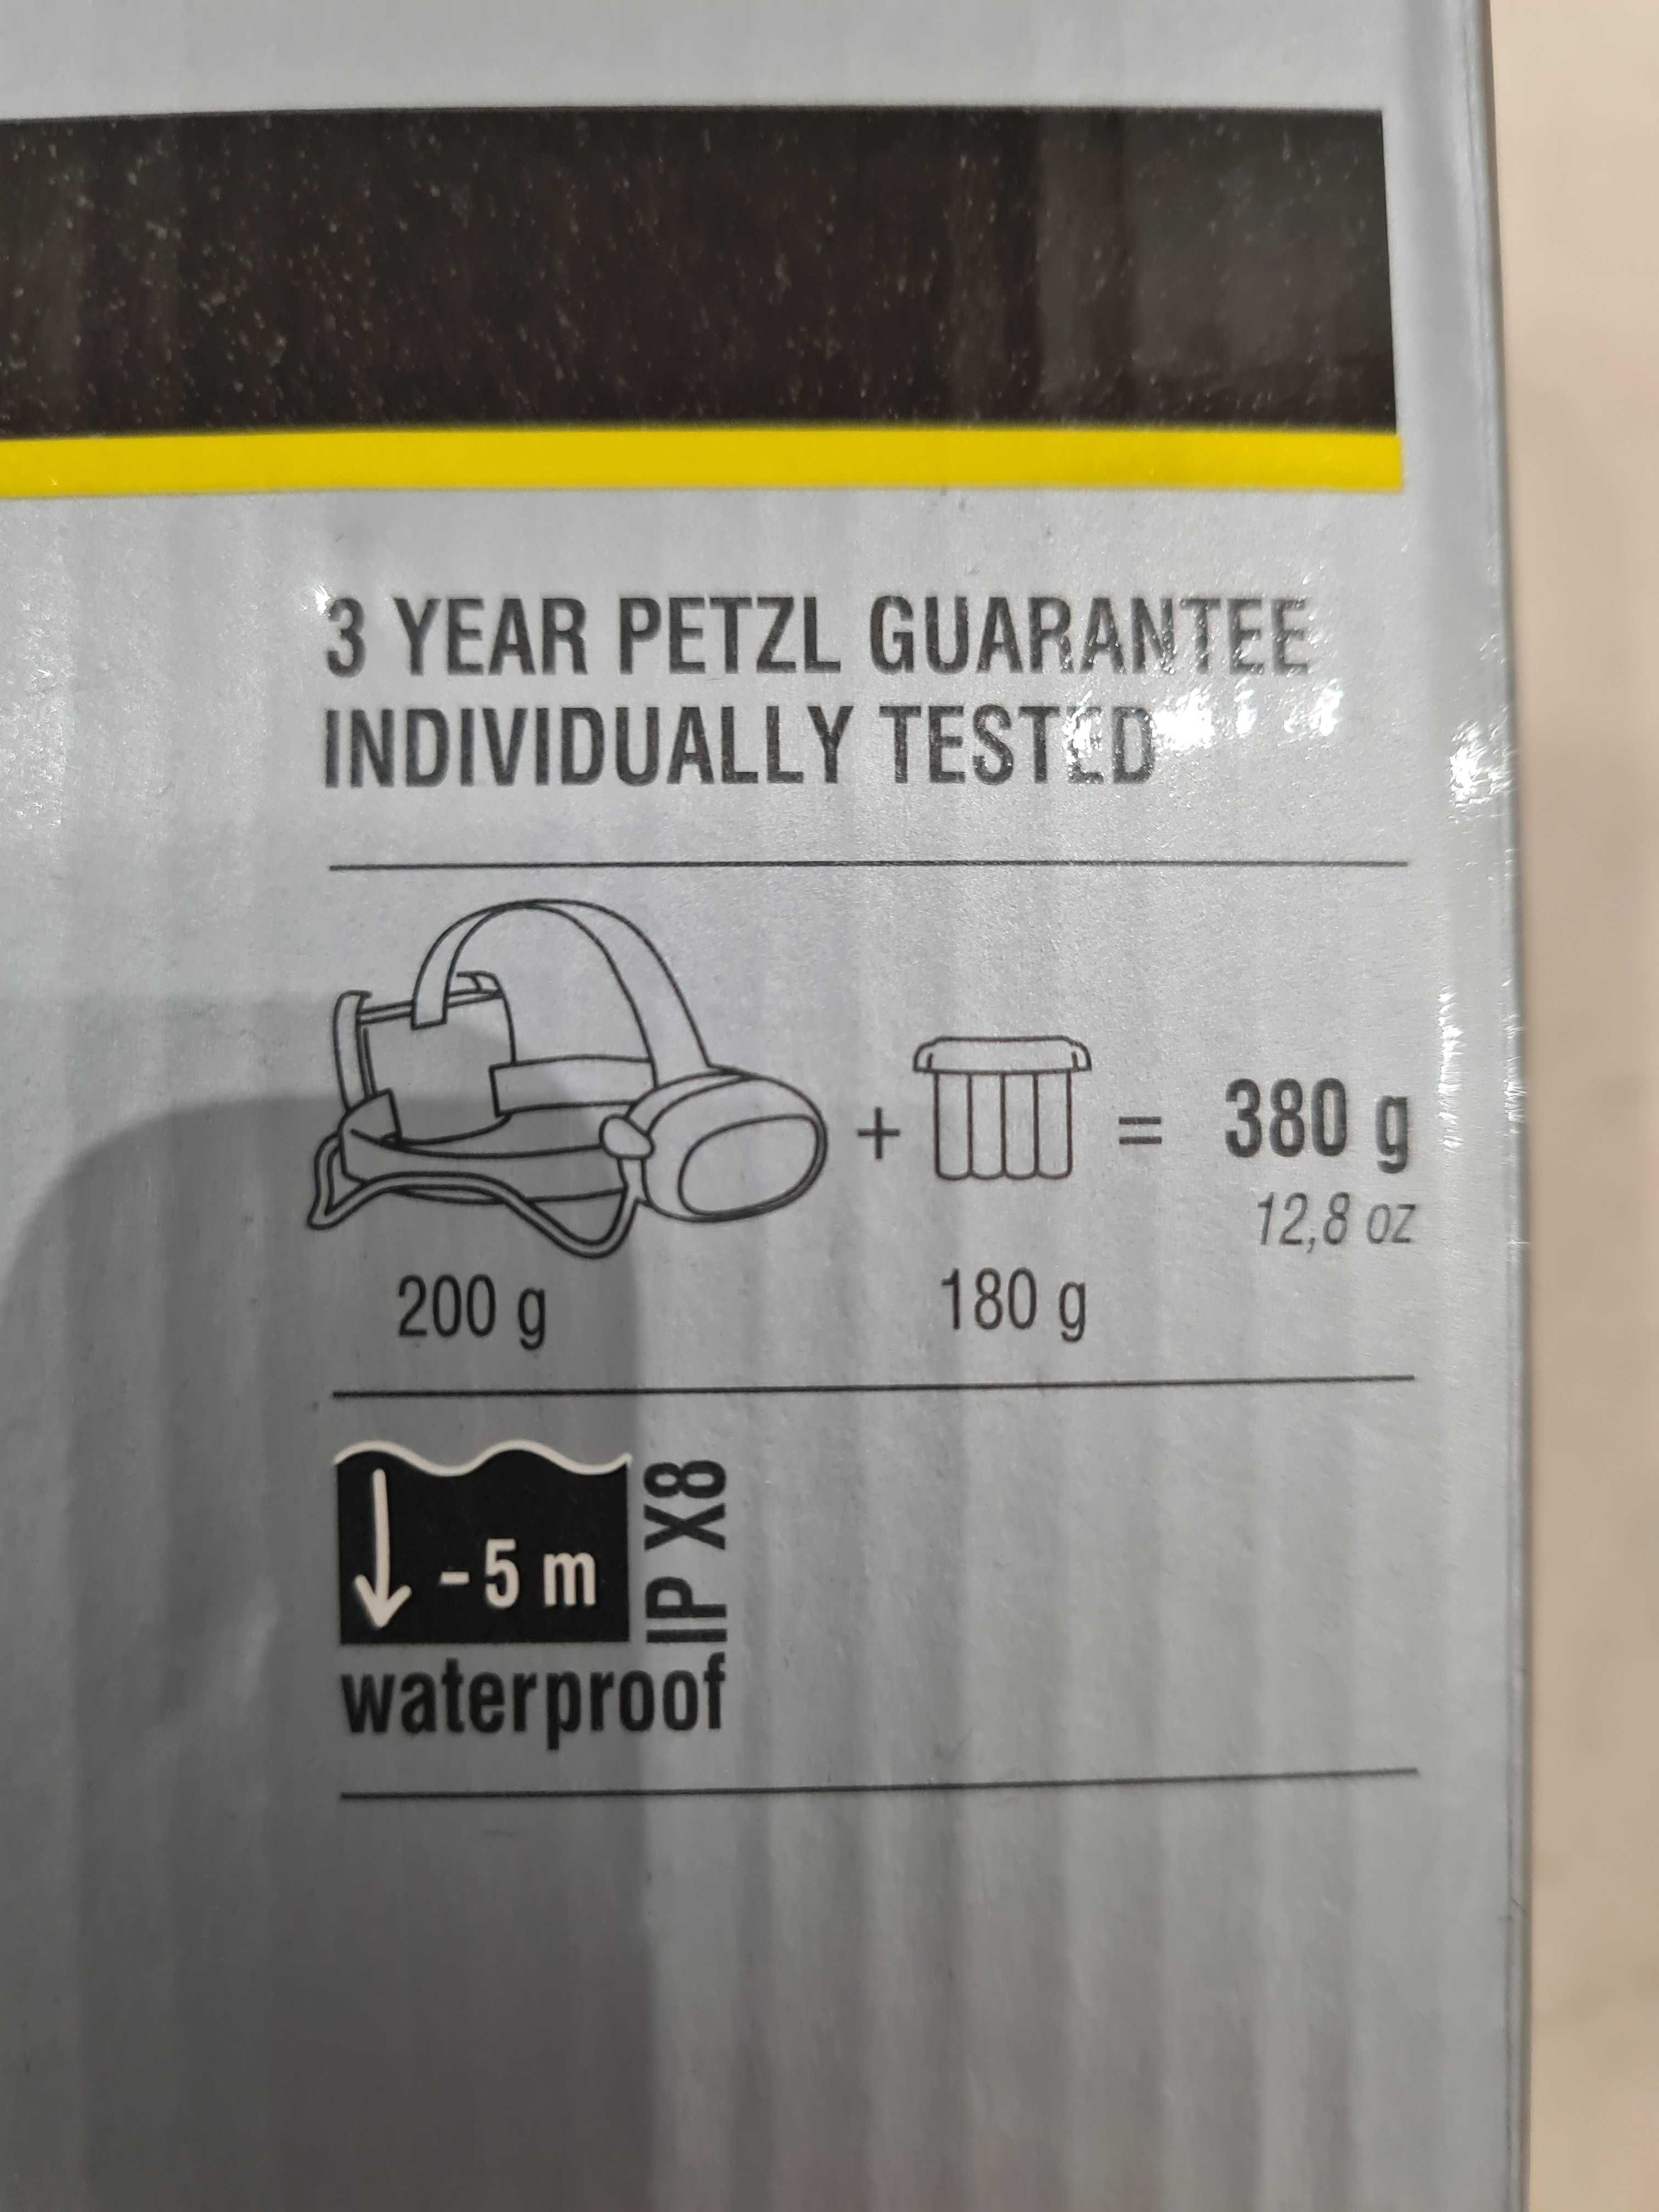 3 YEAR PETZL GUARANTEE
INDIVIDUALLY TESTED
+ = 380 g
12,8 oz
200 g 180 g
-5 m
IP X8
waterproof